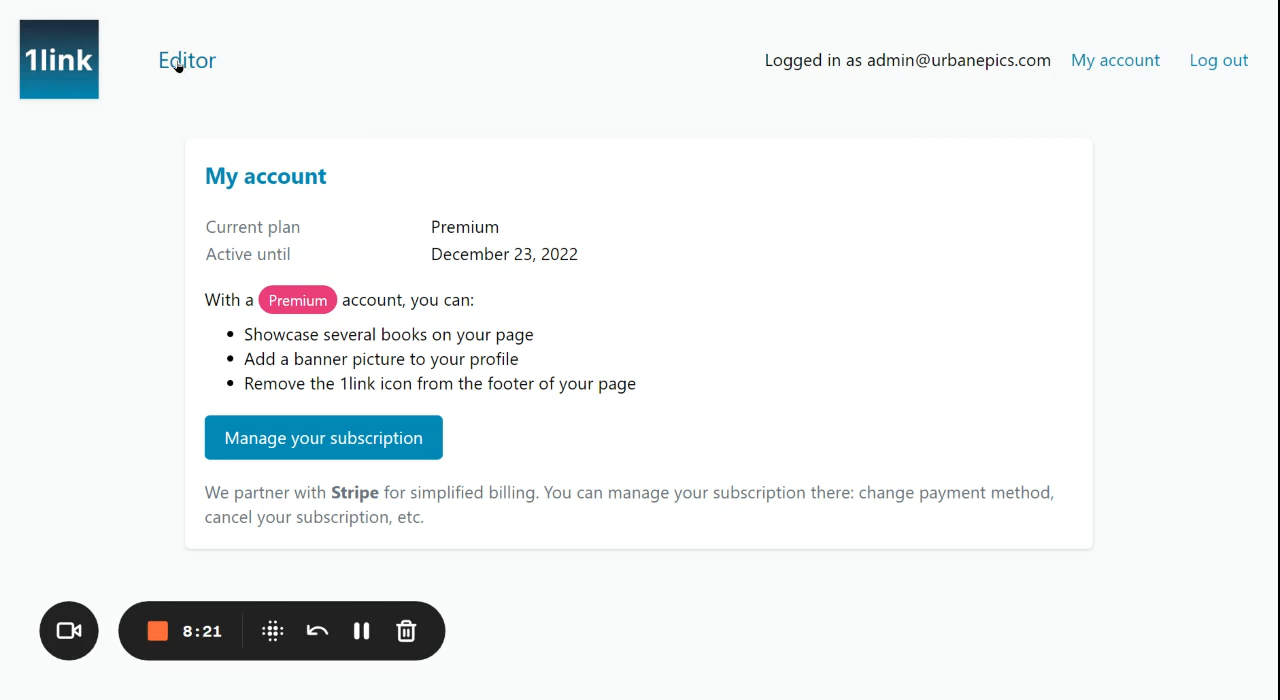 1link
Editor
Logged in as admin@urbanepics.com
My account
Log out
My account
Current plan Premium
Active until December 23, 2022
With a Premium account, you can:
• Showcase several books on your page
• Add a banner picture to your profile
• Remove the 1link icon from the footer of your page
Manage your subscription
We partner with Stripe for simplified billing. You can manage your subscription there: change payment method,
cancel your subscription, etc.
8:21